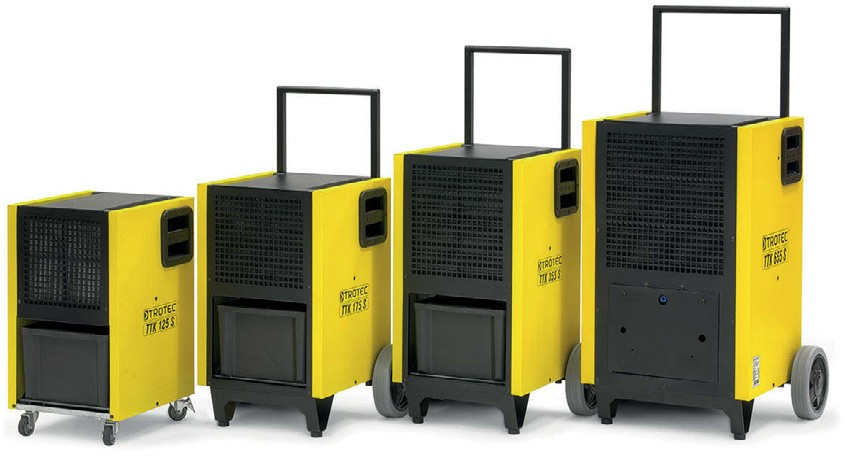 TROTEC
TTK 125 S
TROTEC
TTK 175 S
TROTEC
TTK 355 S
TROTEC
TTK 655 S